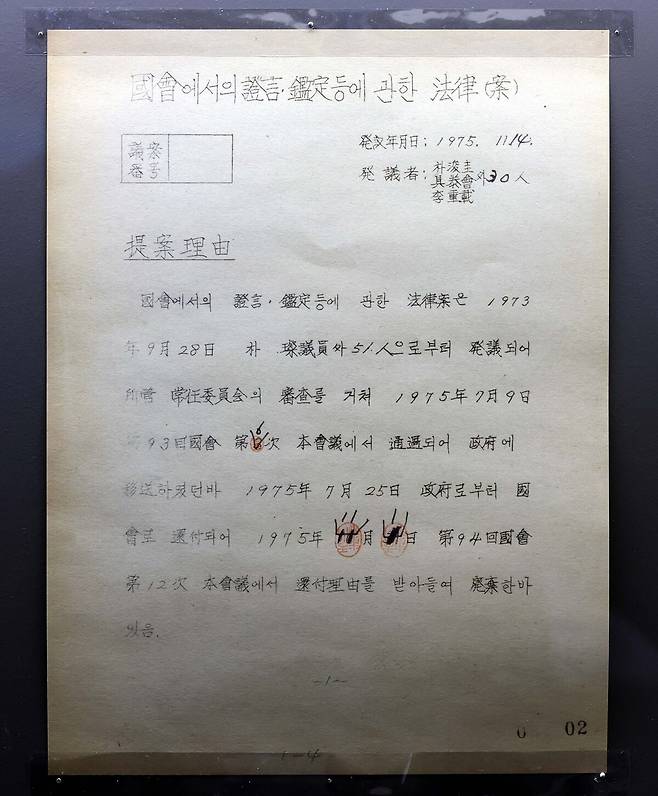 國會에서의 證言·鑑定등에 관한 法律(案)
議案
番号
発議年月日: 1975. 11. 14.
発議者: 朴浚圭
具泰會 外 30人
李重載
提案理由
國會에서의 證言·鑑定등에 관한 法律案은 1973
年 9月 28日 朴 璨議員外 51人으로부터 発議되어
所管 常任委員会의 審査를 거쳐 1975年 7月 9日
第93回國會 第6次 本會議에서 通過되어 政府에
移送하였던바 1975年 7月 25日 政府로부터 國
會로 還付되어 1975年 11月 11日 第94回國會
第12次 本會議에서 還付理由를 받아들여 廃棄한바
있음.
-1-
1-4
0 02